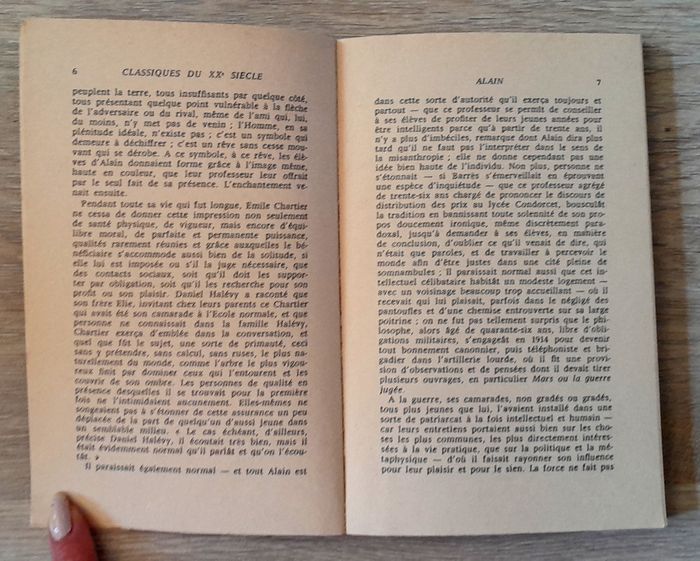 6 CLASSIQUES DU XXe SIECLE
peuplent la terre, tous insuffisants par quelque côté,
tous présentant quelque point vulnérable à la flèche
de l'adversaire ou du rival, même de l'ami qui, lui,
du moins, n'y met pas de venin ; l'Homme, en sa
plénitude idéale, n'existe pas ; c'est un symbole qui
demeure à déchiffrer ; c'est un rêve sans cesse mou-
vant qui se dérobe. A ce symbole, à ce rêve, les élè-
ves d'Alain donnaient forme grâce à l'image même,
haute en couleur, que leur professeur leur offrait
par le seul fait de sa présence. L'enchantement ve-
nait ensuite.
Pendant toute sa vie qui fut longue, Emile Chartier
ne cessa de donner cette impression non seulement
de santé physique, de vigueur, mais encore d'équi-
libre moral, de parfaite et permanente puissance,
qualités rarement réunies et grâce auxquelles le bé-
néficiaire s'accommode aussi bien de la solitude, si
elle lui est imposée ou s'il la juge nécessaire, que
des contacts sociaux, soit qu'il doit les suppor-
ter par obligation, soit qu'il les recherche pour son
profit ou son plaisir. Daniel Halévy a raconté que
son frère Elie, invitant chez leurs parents ce Chartier
qui avait été son camarade à l'Ecole normale, et que
personne ne connaissait dans la famille Halévy,
Chartier exerça d'emblée dans la conversation, et
quel que fût le sujet, une sorte de primauté, ceci
sans y prétendre, sans calcul, sans ruses, le plus na-
turellement du monde, comme l'arbre le plus vigou-
reux finit par dominer ceux qui l'entourent et les
couvrir de son ombre. Les personnes de qualité en
présence desquelles il se trouvait pour la première
fois ne l'intimidaient aucunement. Elles-mêmes ne
songeaient pas à s'étonner de cette assurance un peu
déplacée de la part de quelqu'un d'aussi jeune dans
un semblable milieu. « Le cas échéant, d'ailleurs,
précise Daniel Halévy, il écoutait très bien, mais il
était évidemment normal qu'il parlât et qu'on l'écou-
tât. »
Il paraissait également normal — et tout Alain est
ALAIN 7
dans cette sorte d'autorité qu'il exerça toujours et
partout — que ce professeur se permit de conseiller
à ses élèves de profiter de leurs jeunes années pour
être intelligents parce qu'à partir de trente ans, il
n'y a plus d'imbéciles, remarque dont Alain dira plus
tard qu'il ne faut pas l'interpréter dans le sens de
la misanthropie ; elle ne donne cependant pas une
idée bien haute de l'individu. Non plus, personne ne
s'étonnait — si Barrès s'émerveillait en éprouvant
une espèce d'inquiétude — que ce professeur agrégé
de trente-six ans chargé de prononcer le discours de
distribution des prix au lycée Condorcet, bousculât
la tradition en bannissant toute solennité de son pro-
pos doucement ironique, même discrètement para-
doxal, jusqu'à demander à ses élèves, en matière
de conclusion, d'oublier ce qu'il venait de dire, qui
n'était que paroles, et de travailler à percevoir le
monde afin d'être justes dans une cité pleine de
somnambules ; Il paraissait normal aussi que cet in-
tellectuel célibataire habitât un modeste logement —
avec un voisinage beaucoup trop accueillant — où il
recevait qui lui plaisait, parfois dans le négligé des
pantoufles et d'une chemise entrouverte sur sa large
poitrine ; on ne fut pas tellement surpris que le phi-
losophe, alors âgé de quarante-six ans, libre d'obli-
gations militaires, s'engageât en 1914 pour devenir
tout bonnement canonnier, puis téléphoniste et bri-
gadier dans l'artillerie lourde, où il fit une provi-
sion d'observations et de pensées dont il devait tirer
plusieurs ouvrages, en particulier Mars ou la guerre
jugée.
A la guerre, ses camarades, non gradés ou gradés,
tous plus jeunes que lui, l'avaient installé dans une
sorte de patriarcat à la fois intellectuel et humain —
car leurs entretiens portaient aussi bien sur les cho-
ses les plus communes, les plus directement intéres-
sées à la vie pratique, que sur la politique et la mé-
taphysique — d'où il faisait rayonner son influence
pour leur plaisir et pour le sien. La force ne fait pas